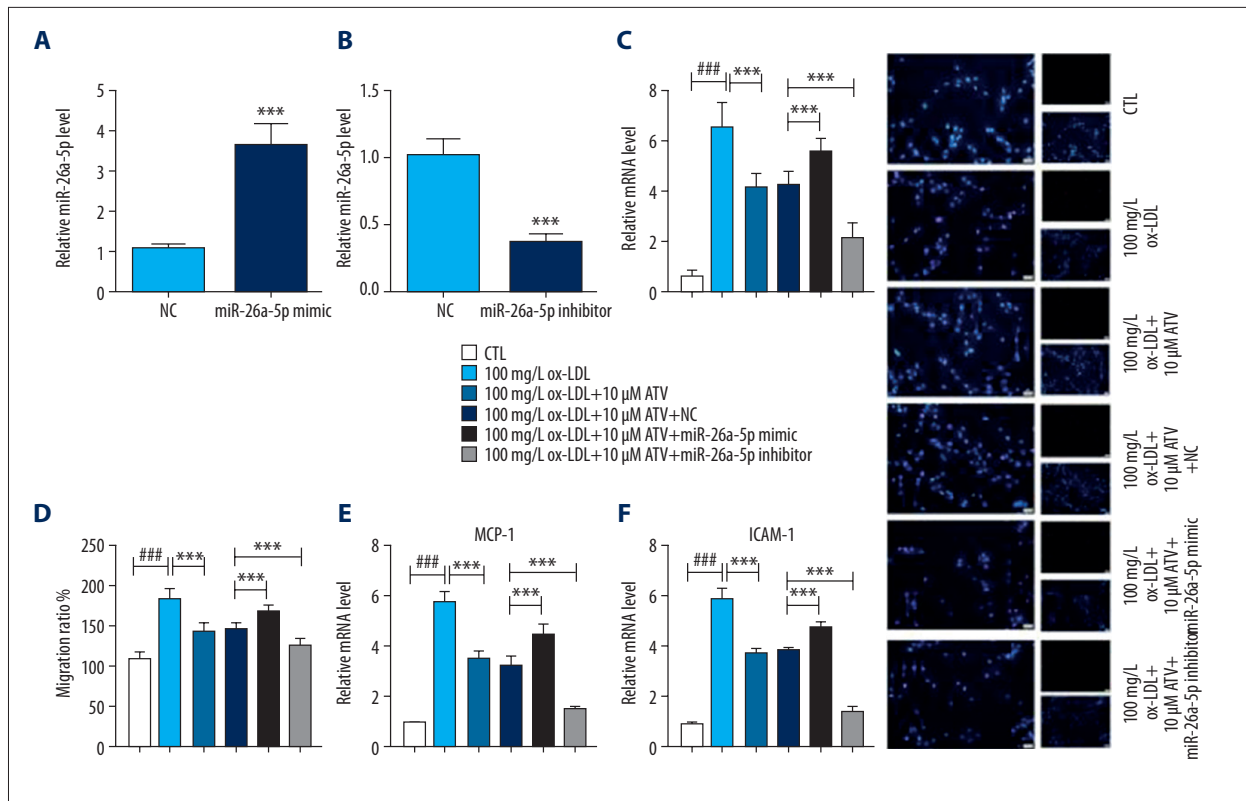 A
Relative miR-26a-5p level
5
4
3
2
1
0
***
NC
miR-26a-5p mimic
B
Relative miR-26a-5p level
1.5
1.0
0.5
0.0
***
NC
miR-26a-5p inhibitor
C
Relative mRNA level
8
6
4
2
0
###
***
***
***
CTL
100 mg/L
ox-LDL
100 mg/L
ox-LDL+
10 µM ATV
100 mg/L
ox-LDL+
10 µM ATV
+NC
100 mg/L
ox-LDL+
10 µM ATV+
miR-26a-5p mimic
100 mg/L
ox-LDL+
10 µM ATV+
miR-26a-5p inhibitor
CTL
100 mg/L ox-LDL
100 mg/L ox-LDL+10 µM ATV
100 mg/L ox-LDL+10 µM ATV+NC
100 mg/L ox-LDL+10 µM ATV+miR-26a-5p mimic
100 mg/L ox-LDL+10 µM ATV+miR-26a-5p inhibitor
D
Migration ratio %
250
200
150
100
50
0
###
***
***
***
E
MCP-1
Relative mRNA level
8
6
4
2
0
###
***
***
***
F
ICAM-1
Relative mRNA level
8
6
4
2
0
###
***
***
***